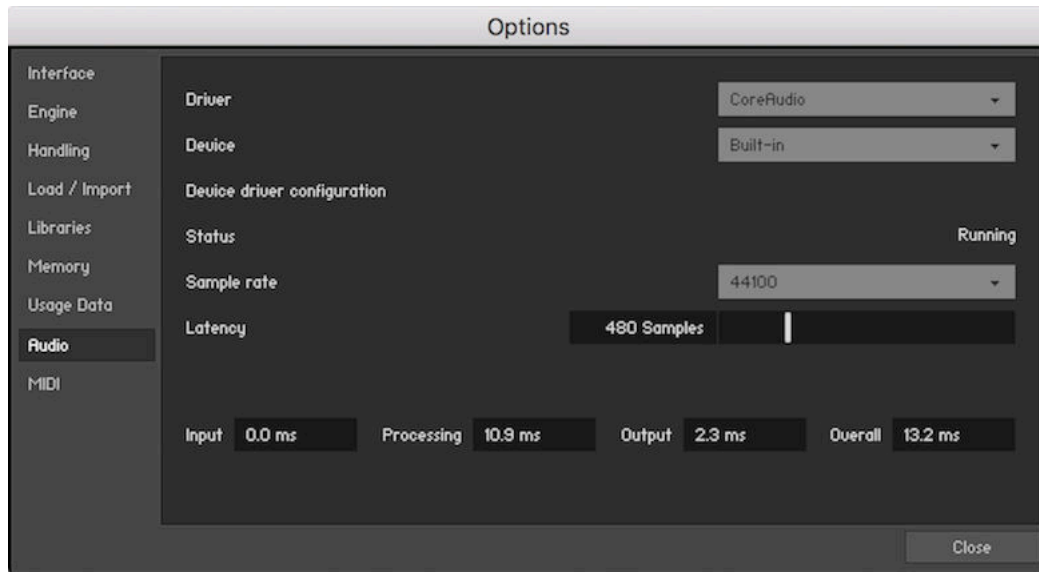 Options
Interface
Engine
Handling
Load / Import
Libraries
Memory
Usage Data
Audio
MIDI
Driver CoreAudio
Device Built-in
Device driver configuration
Status Running
Sample rate 44100
Latency 480 Samples
Input 0.0 ms Processing 10.9 ms Output 2.3 ms Overall 13.2 ms
Close